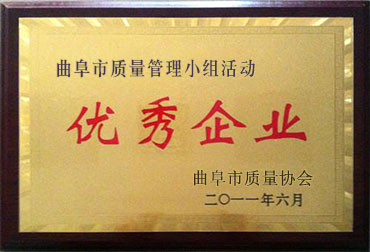 曲阜市质量管理小组活动
优秀企业
曲阜市质量协会
二〇一一年六月